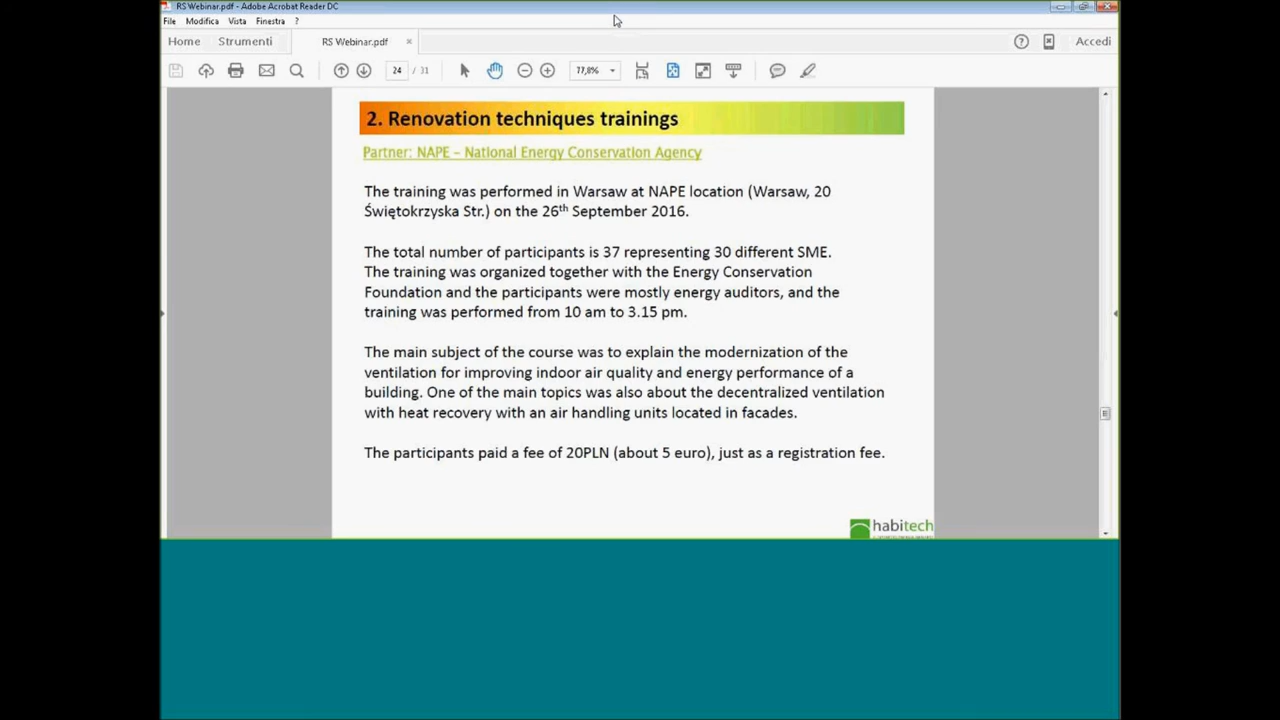 RS Webinar.pdf - Adobe Acrobat Reader DC
File Modifica Vista Finestra ?
Home Strumenti RS Webinar.pdf × Accedi
24 / 31 77,8%
2. Renovation techniques trainings
Partner: NAPE – National Energy Conservation Agency
The training was performed in Warsaw at NAPE location (Warsaw, 20
Świętokrzyska Str.) on the 26th September 2016.
The total number of participants is 37 representing 30 different SME.
The training was organized together with the Energy Conservation
Foundation and the participants were mostly energy auditors, and the
training was performed from 10 am to 3.15 pm.
The main subject of the course was to explain the modernization of the
ventilation for improving indoor air quality and energy performance of a
building. One of the main topics was also about the decentralized ventilation
with heat recovery with an air handling units located in facades.
The participants paid a fee of 20PLN (about 5 euro), just as a registration fee.
habitech